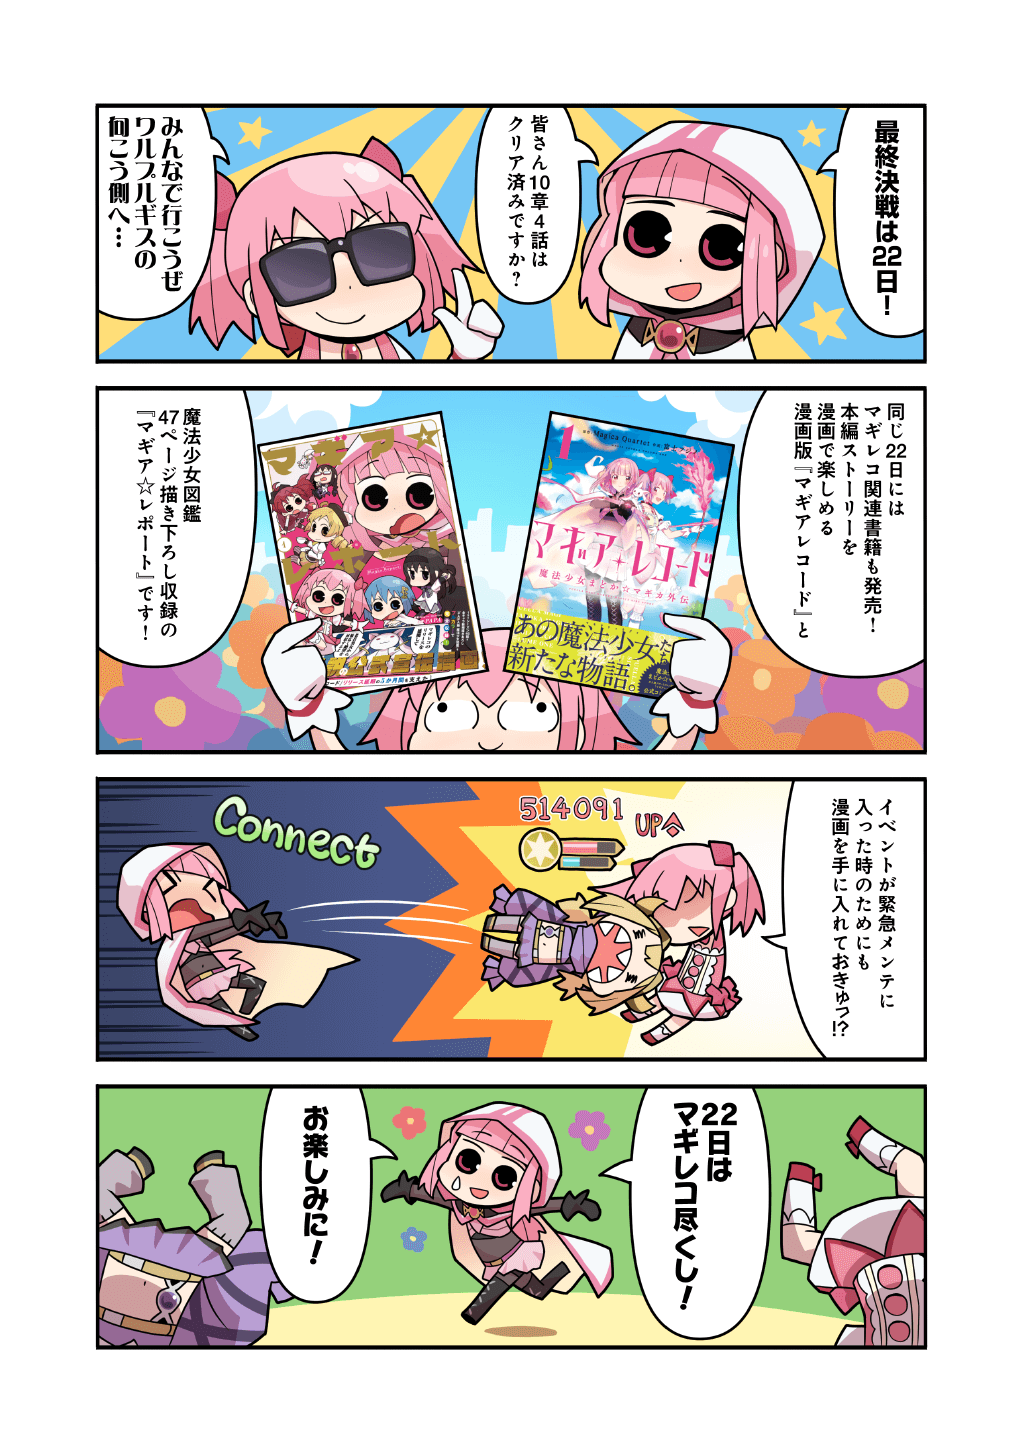 最終決戦は22日！
皆さん10章4話は
クリア済みですか？
みんなで行こうぜ
ワルプルギスの
向こう側へ…
同じ22日には
マギレコ関連書籍も発売！
本編ストーリーを
漫画で楽しめる
漫画版『マギアレコード』と
1
Magica Quartet
マギア・レコード
魔法少女まどか☆マギカ外伝
あの魔法少女た
新たな物語。
マギア☆
レポート
PAPA
魔法少女図鑑
47ページ描き下ろし収録の
『マギア☆レポート』です！
イベントが緊急メンテに
入った時のためにも
漫画を手に入れておきゅっ!?
514091
UP
Connect
22日は
マギレコ尽くし！
お楽しみに！